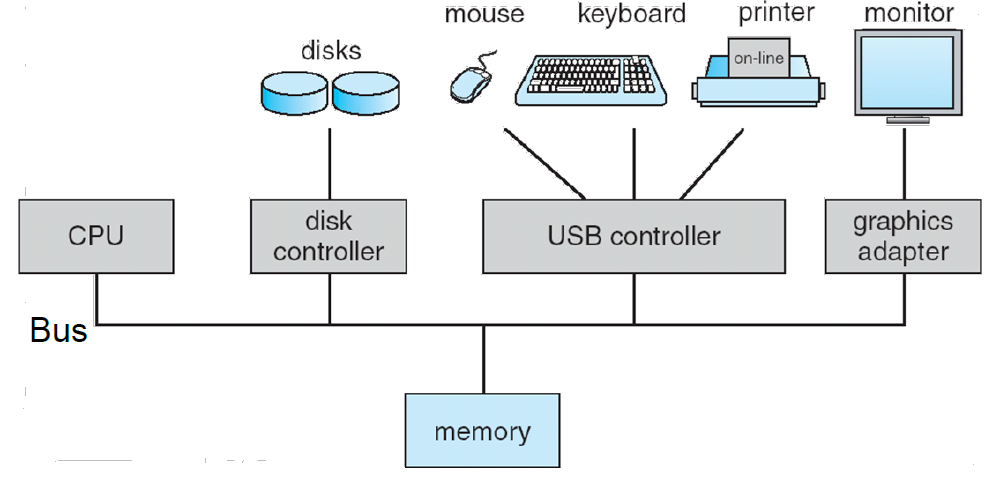 mouse
keyboard
printer
monitor
disks
on-line
CPU
disk
controller
USB controller
graphics
adapter
Bus
memory